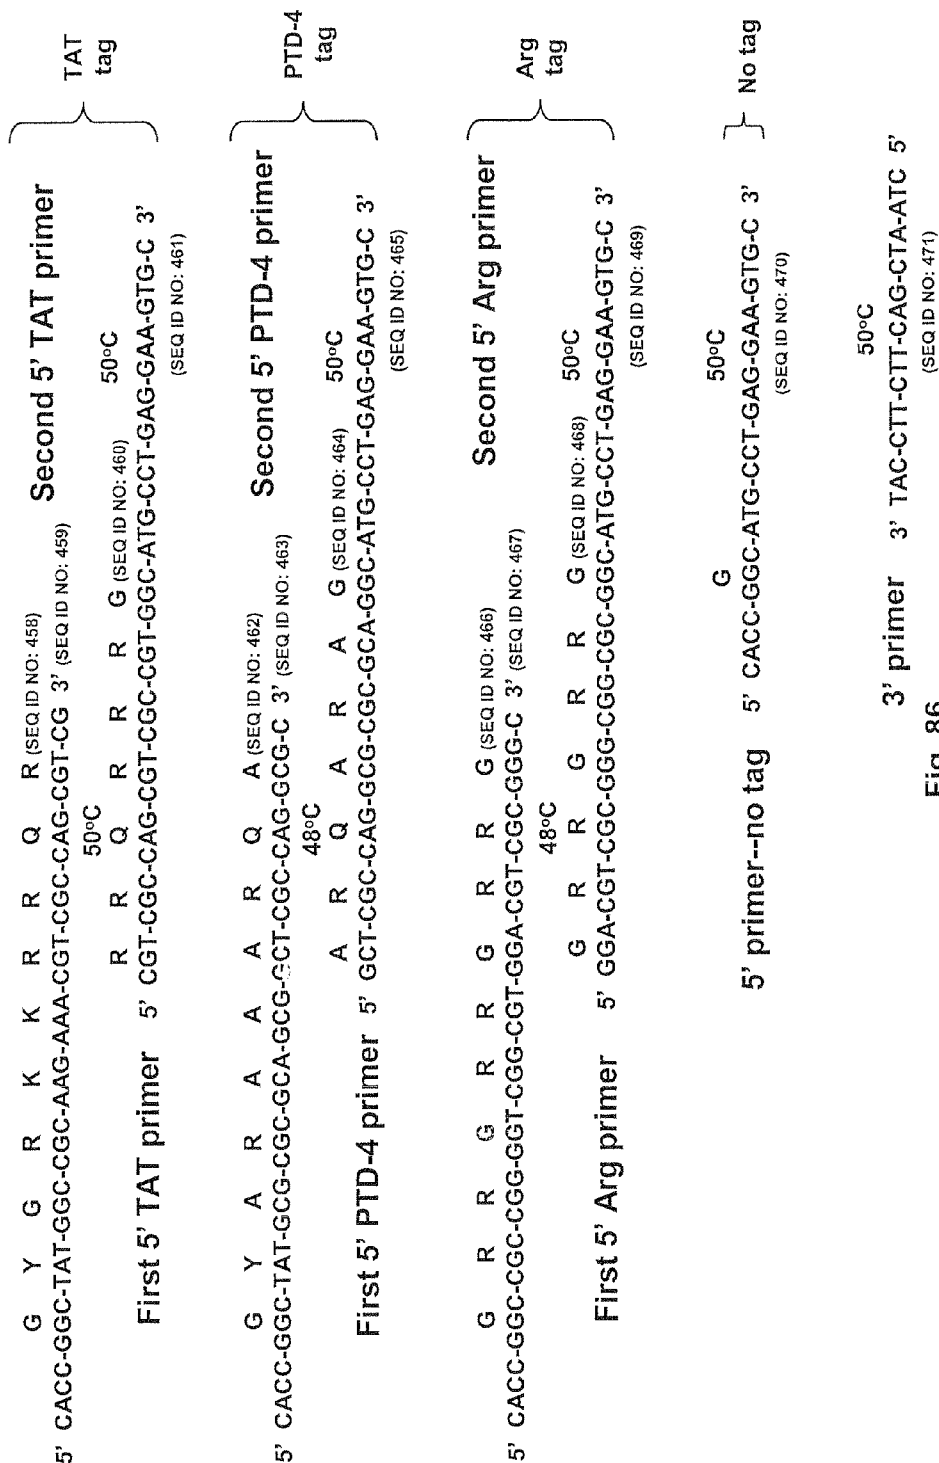 G Y G R K K R R Q R (SEQ ID NO: 458)
Second 5' TAT primer
5' CACC-GGC-TAT-GGC-CGC-AAG-AAA-CGT-CGC-CAG-CGT-CG 3' (SEQ ID NO: 459)
TAT
tag
50°C
R R Q R R R G (SEQ ID NO: 460)
50°C
First 5' TAT primer 5' CGT-CGC-CAG-CGT-CGC-CGT-GGC-ATG-CCT-GAG-GAA-GTG-C 3'
(SEQ ID NO: 461)
G Y A R A A A R Q A (SEQ ID NO: 462)
Second 5' PTD-4 primer
5' CACC-GGC-TAT-GCG-CGC-GCA-GCG-GCT-CGC-CAG-GCG-C 3' (SEQ ID NO: 463)
PTD-4
tag
48°C
A R Q A R A G (SEQ ID NO: 464)
50°C
First 5' PTD-4 primer 5' GCT-CGC-CAG-GCG-CGC-GCA-GGC-ATG-CCT-GAG-GAA-GTG-C 3'
(SEQ ID NO: 465)
G R R G R R G R R G (SEQ ID NO: 466)
Second 5' Arg primer
5' CACC-GGC-CGC-CGG-GGT-CGG-CGT-GGA-CGT-CGC-GGG-C 3' (SEQ ID NO: 467)
Arg
tag
48°C
G R R G R R G (SEQ ID NO: 468)
50°C
First 5' Arg primer 5' GGA-CGT-CGC-GGG-CGG-CGC-GGC-ATG-CCT-GAG-GAA-GTG-C 3'
(SEQ ID NO: 469)
G
50°C
5' primer--no tag 5' CACC-GGC-ATG-CCT-GAG-GAA-GTG-C 3'
No tag
(SEQ ID NO: 470)
50°C
3' primer 3' TAC-CTT-CTT-CAG-CTA-ATC 5'
(SEQ ID NO: 471)
Fig. 86